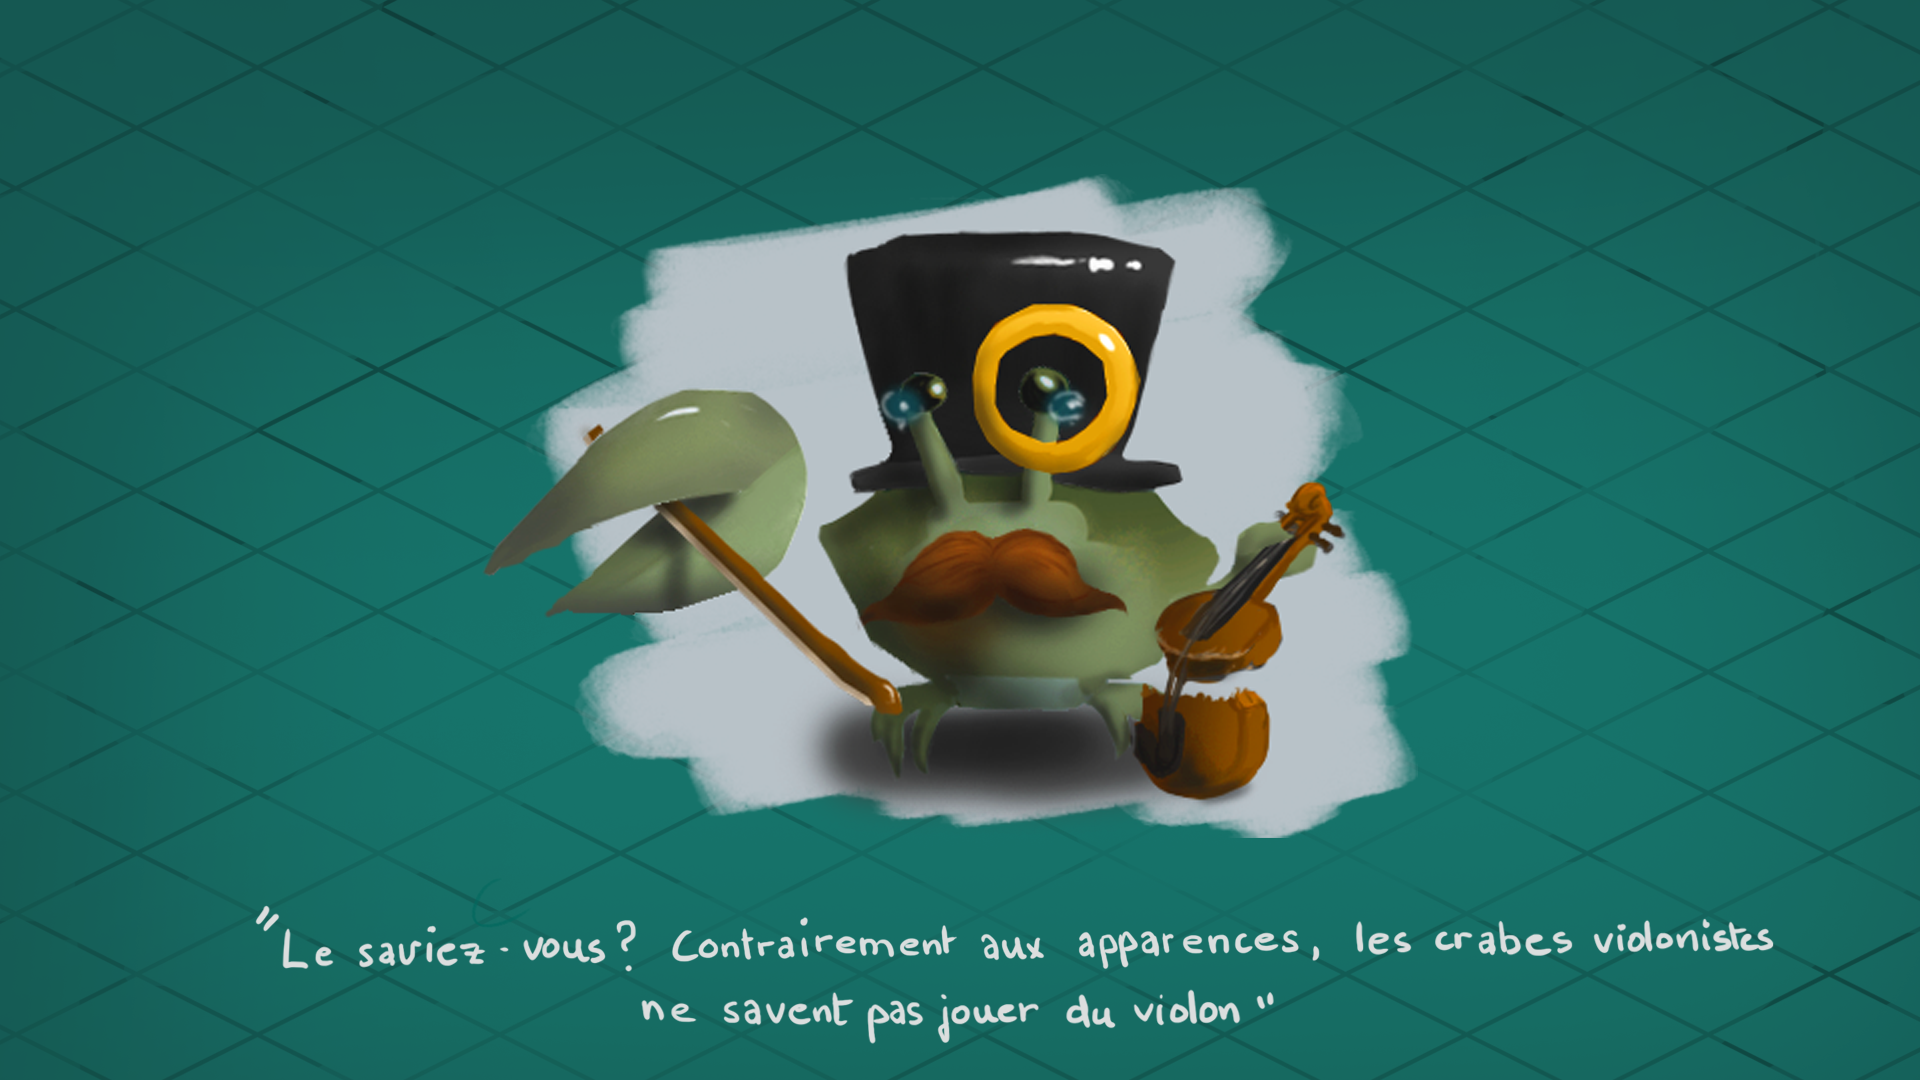 "Le saviez-vous? Contrairement aux apparences, les crabes violonistes
ne savent pas jouer du violon"